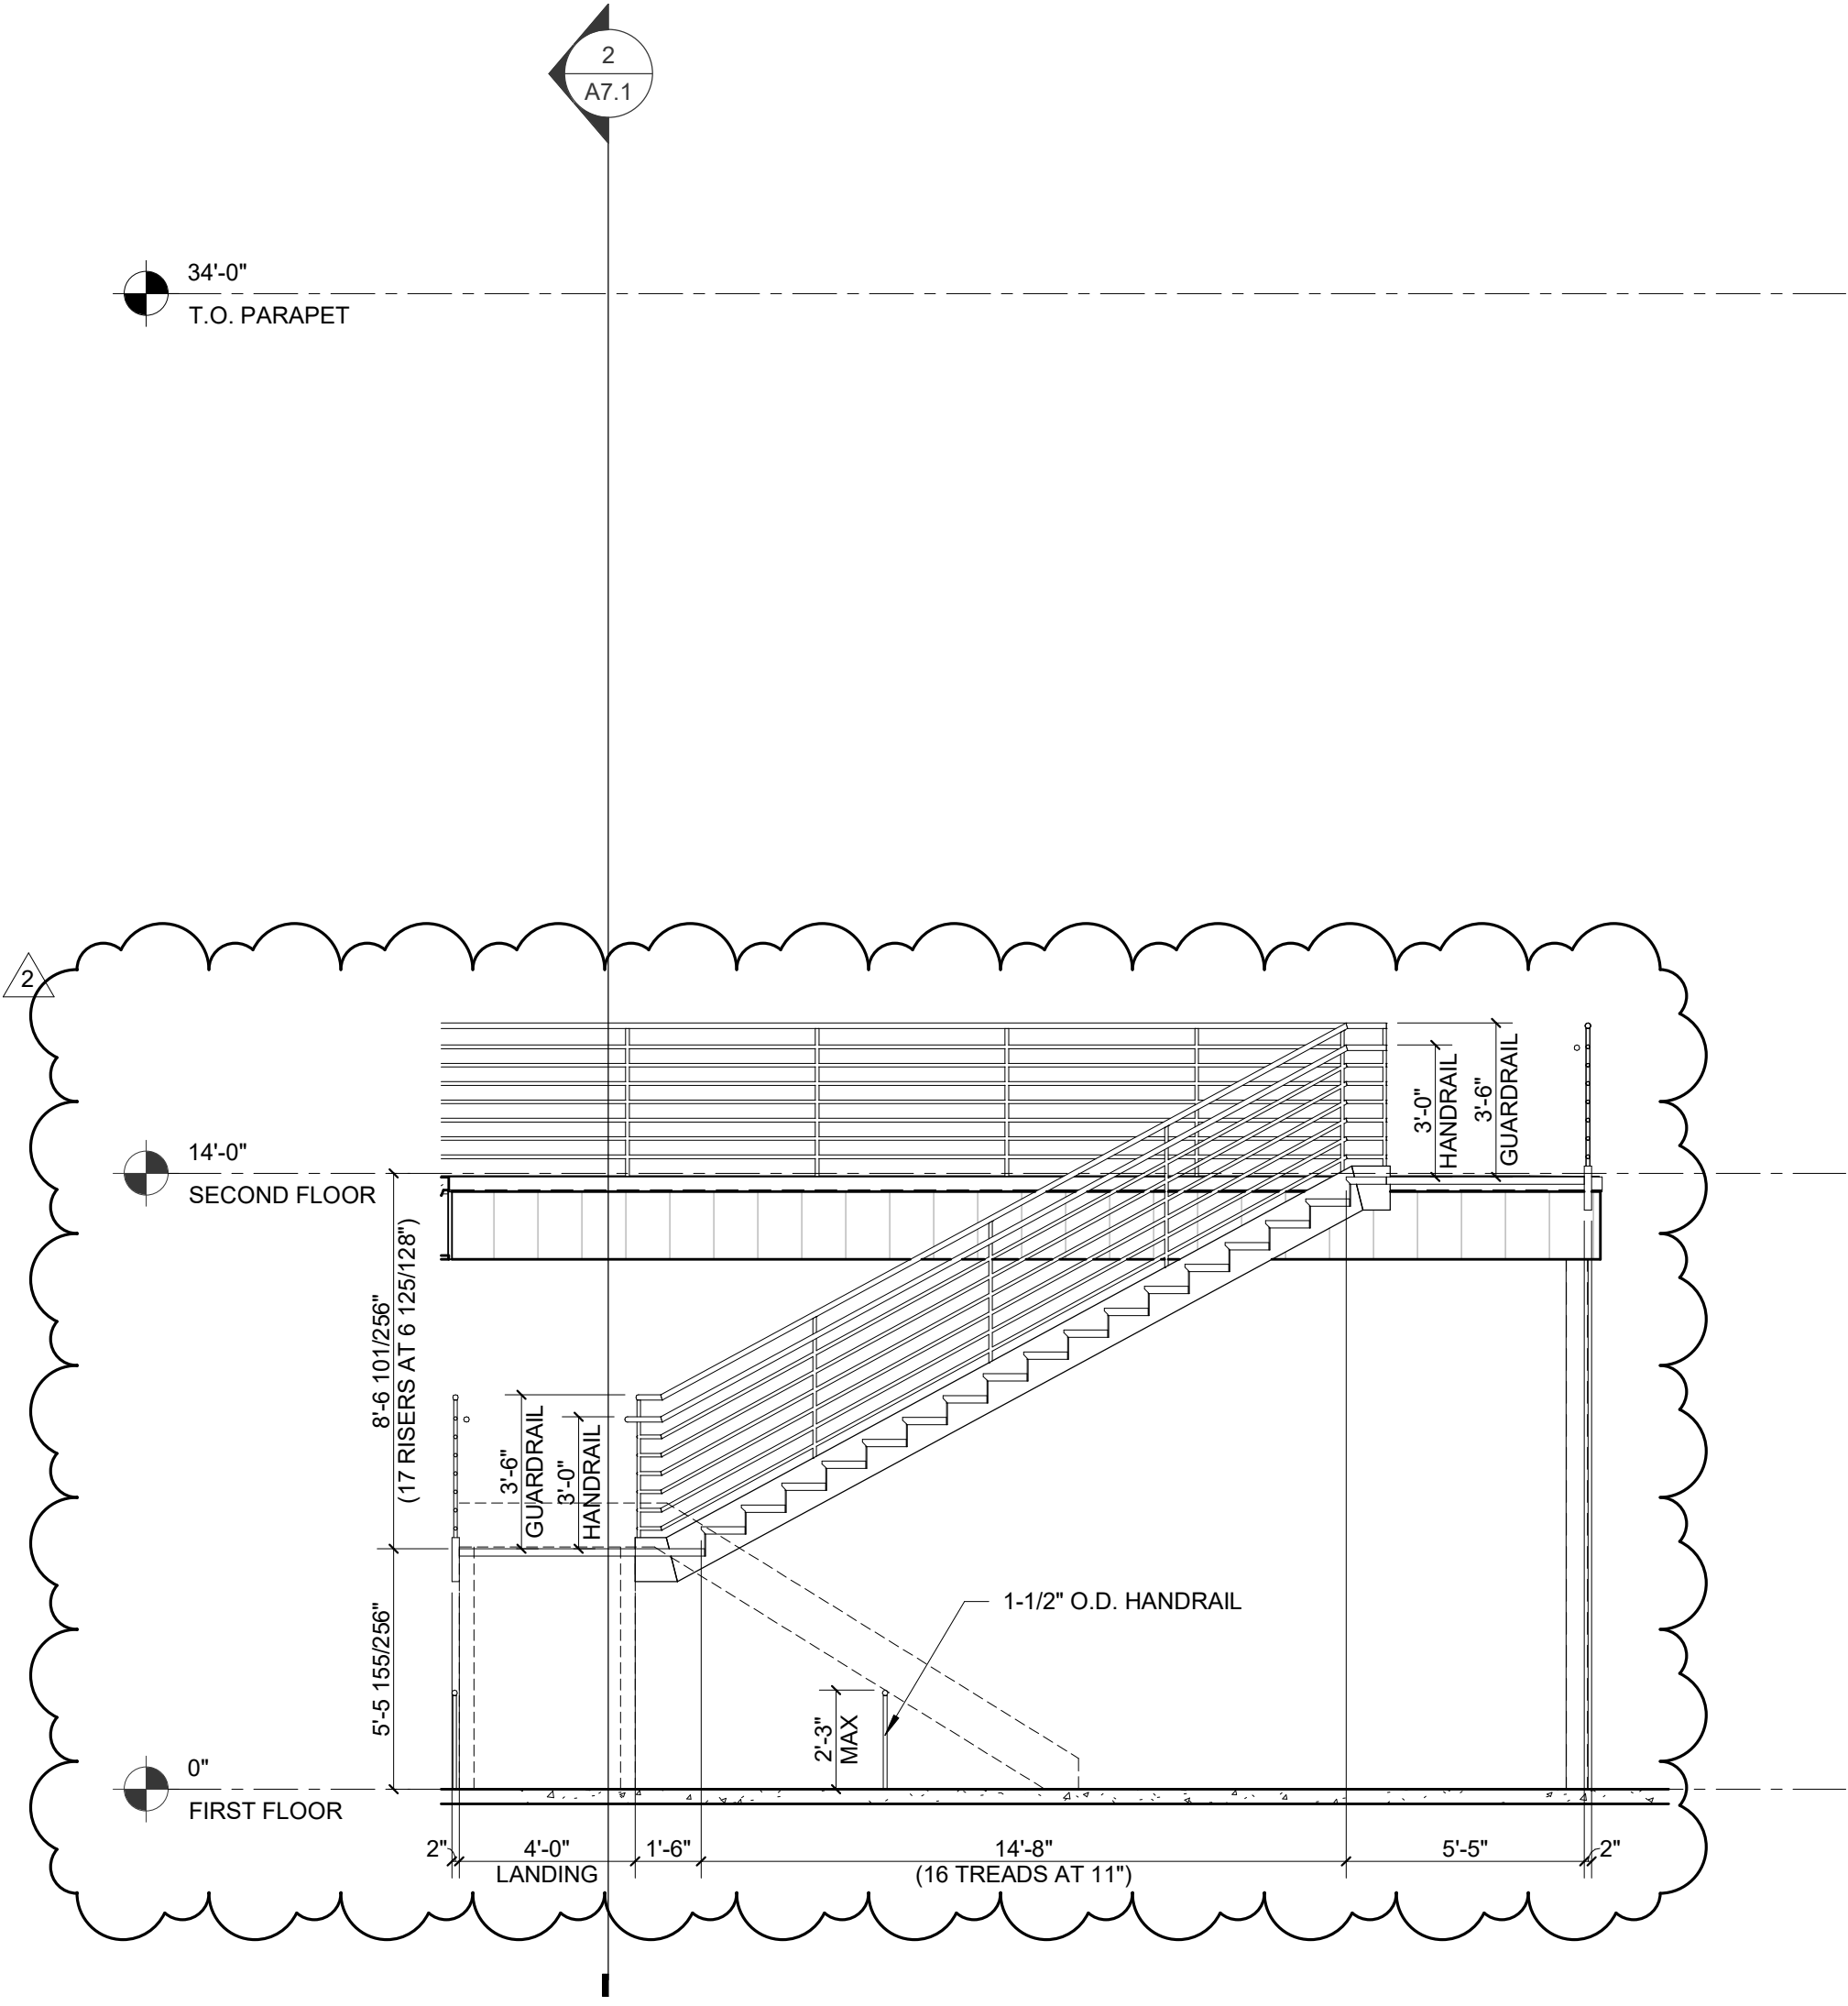 2
A7.1
34'-0"
T.O. PARAPET
2
14'-0"
SECOND FLOOR
3'-0"
HANDRAIL
3'-6"
GUARDRAIL
8'-6 101/256"
(17 RISERS AT 6 125/128")
3'-6"
GUARDRAIL
3'-0"
HANDRAIL
5'-5 155/256"
1-1/2" O.D. HANDRAIL
2'-3"
MAX
0"
FIRST FLOOR
2"
4'-0"
LANDING
1'-6"
14'-8"
(16 TREADS AT 11")
5'-5"
2"